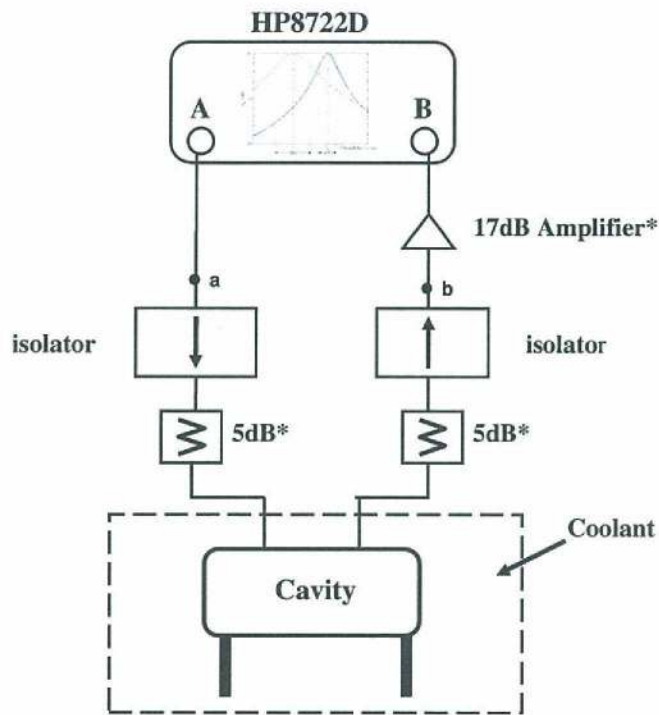 HP8722D
A
B
17dB Amplifier*
a
b
isolator
isolator
5dB*
5dB*
Coolant
Cavity